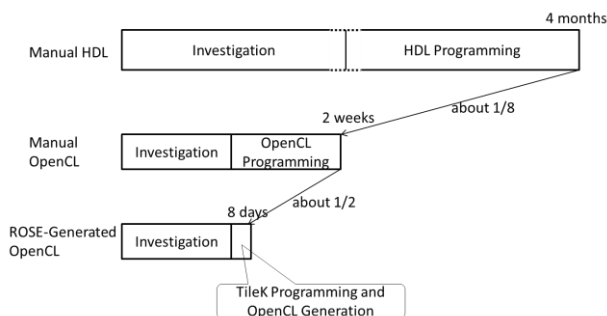 4 months
Manual HDL
Investigation
HDL Programming
about 1/8
2 weeks
Manual
OpenCL
Investigation
OpenCL
Programming
about 1/2
8 days
ROSE-Generated
OpenCL
Investigation
TileK Programming and
OpenCL Generation